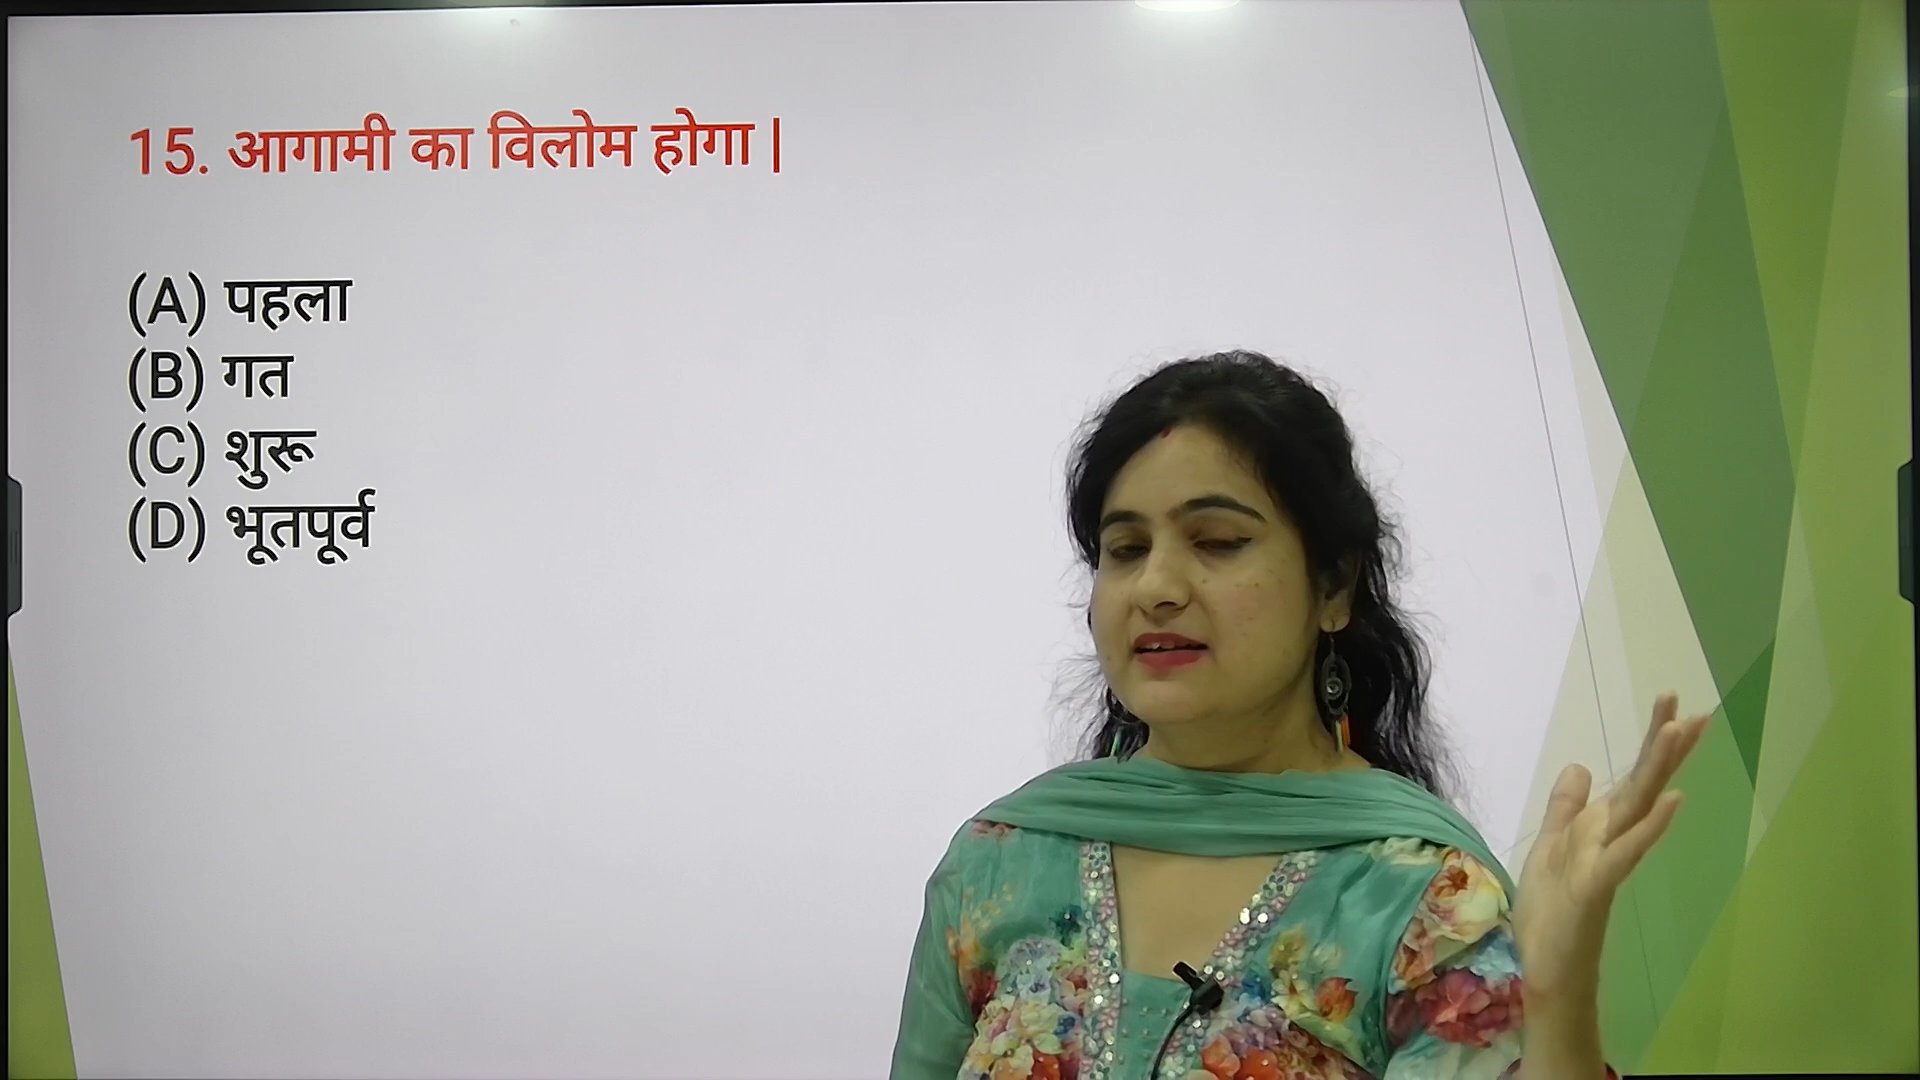 15. आगामी का विलोम होगा |
(A) पहला
(B) गत
(C) शुरू
(D) भूतपूर्व